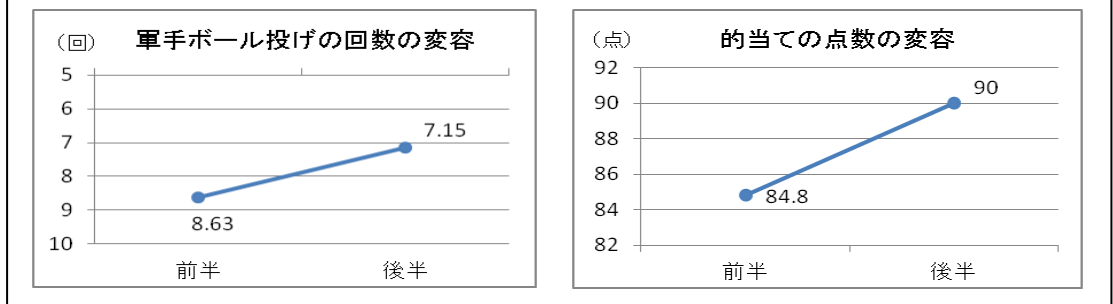 軍手ボール投げの回数の変容
（回）
5
6
7
8
9
10
8.63
7.15
前半
後半
的当ての点数の変容
（点）
92
90
88
86
84
82
84.8
90
前半
後半